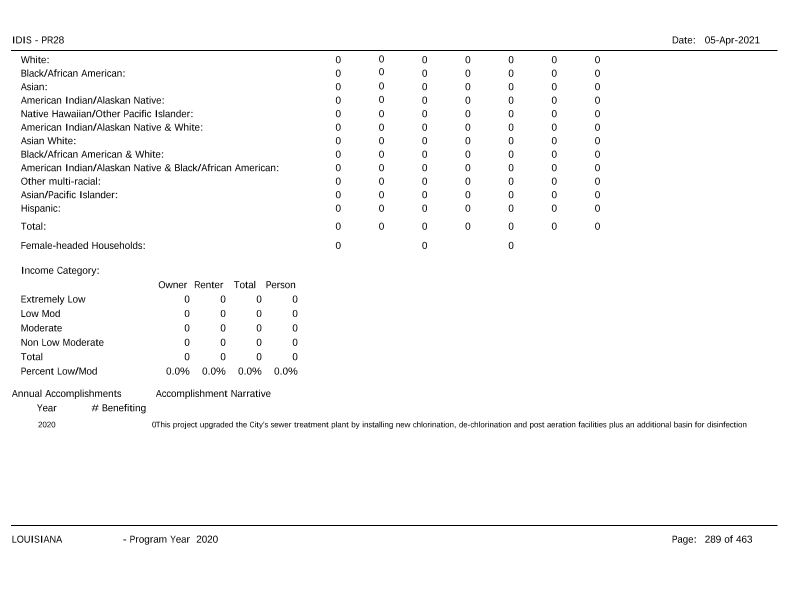 IDIS - PR28 Date: 05-Apr-2021
White: 0 0 0 0 0 0 0
Black/African American: 0 0 0 0 0 0 0
Asian: 0 0 0 0 0 0 0
American Indian/Alaskan Native: 0 0 0 0 0 0 0
Native Hawaiian/Other Pacific Islander: 0 0 0 0 0 0 0
American Indian/Alaskan Native & White: 0 0 0 0 0 0 0
Asian White: 0 0 0 0 0 0 0
Black/African American & White: 0 0 0 0 0 0 0
American Indian/Alaskan Native & Black/African American: 0 0 0 0 0 0 0
Other multi-racial: 0 0 0 0 0 0 0
Asian/Pacific Islander: 0 0 0 0 0 0 0
Hispanic: 0 0 0 0 0 0 0
Total: 0 0 0 0 0 0 0
Female-headed Households: 0 0 0
Income Category:
Owner Renter Total Person
Extremely Low 0 0 0 0
Low Mod 0 0 0 0
Moderate 0 0 0 0
Non Low Moderate 0 0 0 0
Total 0 0 0 0
Percent Low/Mod 0.0% 0.0% 0.0% 0.0%
Annual Accomplishments Accomplishment Narrative
Year # Benefiting
2020 0This project upgraded the City's sewer treatment plant by installing new chlorination, de-chlorination and post aeration facilities plus an additional basin for disinfection
LOUISIANA - Program Year 2020 Page: 289 of 463